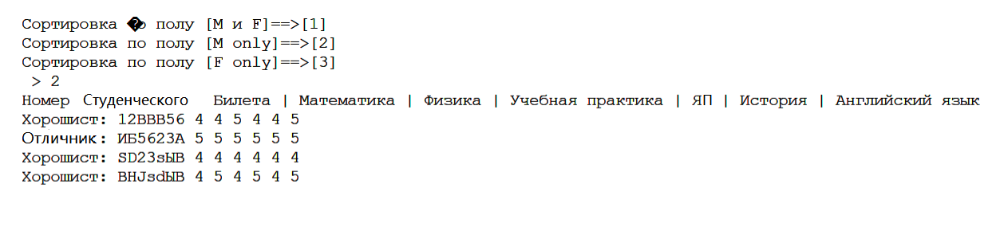 Сортировка �о полу [M и F]==>[1]
Сортировка по полу [M only]==>[2]
Сортировка по полу [F only]==>[3]
> 2
Номер Студенческого Билета | Математика | Физика | Учебная практика | ЯП | История | Английский язык
Хорошист: 12BBB56 4 4 5 4 4 5
Отличник: ИБ5623А 5 5 5 5 5 5
Хорошист: SD23sЫВ 4 4 4 4 4 4
Хорошист: BHJsdЫВ 4 5 4 5 4 5